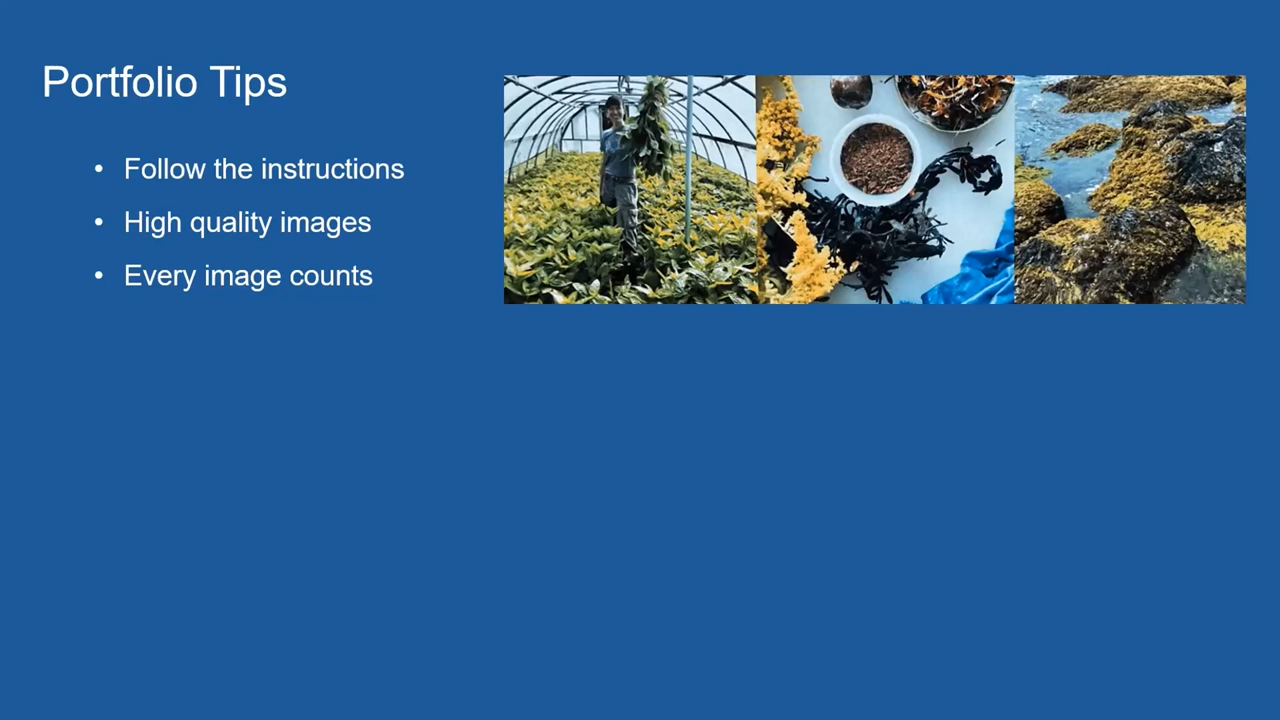 Portfolio Tips
• Follow the instructions
• High quality images
• Every image counts